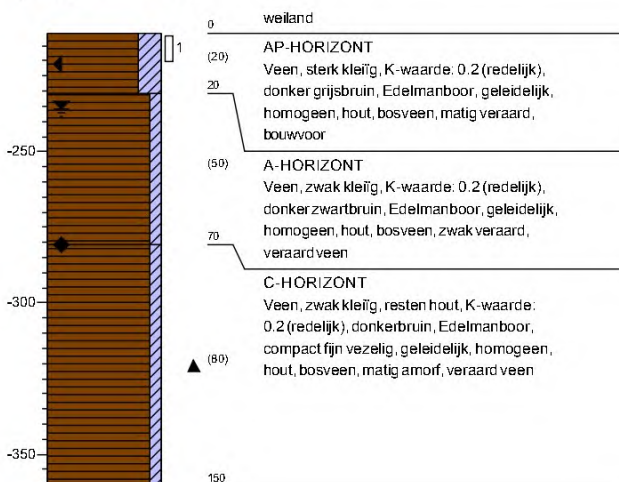 0
weiland
1
(20)
AP-HORIZONT
Veen, sterk kleiïg, K-waarde: 0.2 (redelijk),
donker grijsbruin, Edelmanboor, geleidelijk,
homogeen, hout, bosveen, matig veraard,
bouwvoor
20
-250
(50)
A-HORIZONT
Veen, zwak kleiïg, K-waarde: 0.2 (redelijk),
donker zwartbruin, Edelmanboor, geleidelijk,
homogeen, hout, bosveen, zwak veraard,
veraard veen
70
C-HORIZONT
-300
Veen, zwak kleiïg, resten hout, K-waarde:
0.2 (redelijk), donkerbruin, Edelmanboor,
compact fijn vezelig, geleidelijk, homogeen,
hout, bosveen, matig amorf, veraard veen
(80)
-350
150